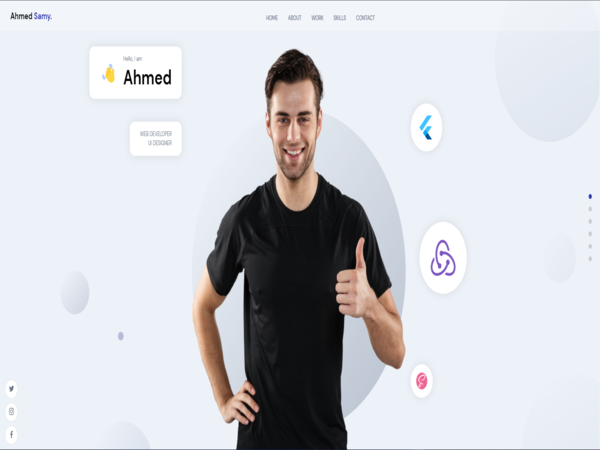 Ahmed Samy.
HOME ABOUT WORK SKILLS CONTACT
Hello, I am
Ahmed
WEB DEVELOPER
UI DESIGNER